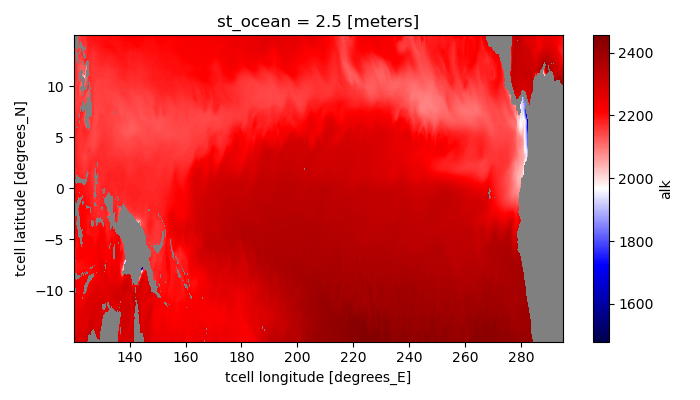 st_ocean = 2.5 [meters]
tcell latitude [degrees_N]
10
5
0
−5
−10
140 160 180 200 220 240 260 280
tcell longitude [degrees_E]
2400
2200
2000
1800
1600
alk